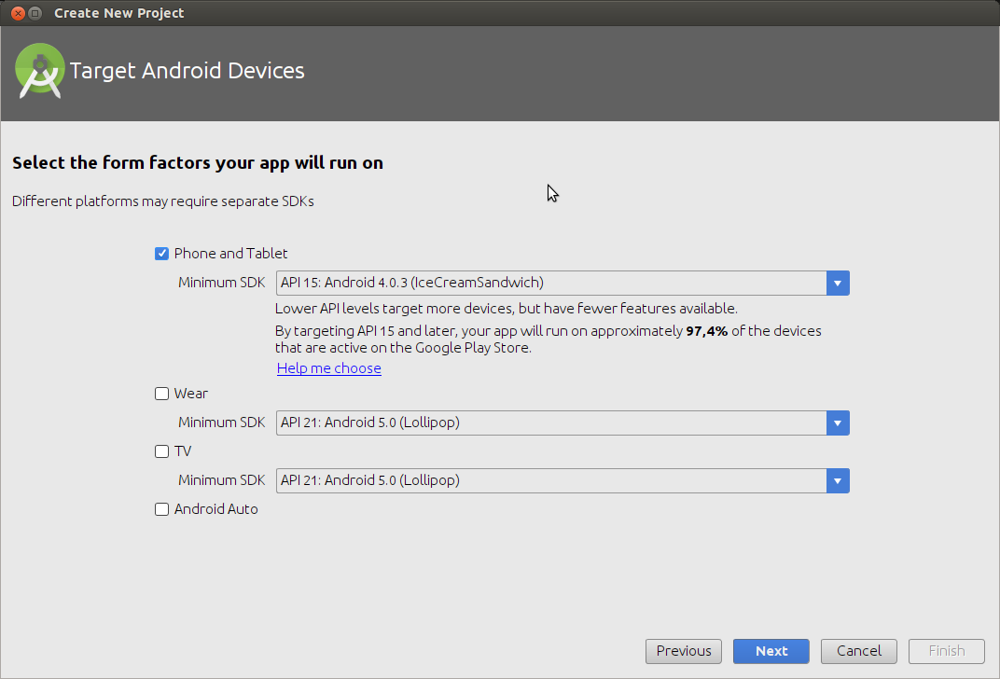 Create New Project
Target Android Devices
Select the form factors your app will run on
Different platforms may require separate SDKs
Phone and Tablet
Minimum SDK API 15: Android 4.0.3 (IceCreamSandwich)
Lower API levels target more devices, but have fewer features available.
By targeting API 15 and later, your app will run on approximately 97,4% of the devices
that are active on the Google Play Store.
Help me choose
Wear
Minimum SDK API 21: Android 5.0 (Lollipop)
TV
Minimum SDK API 21: Android 5.0 (Lollipop)
Android Auto
Previous Next Cancel Finish